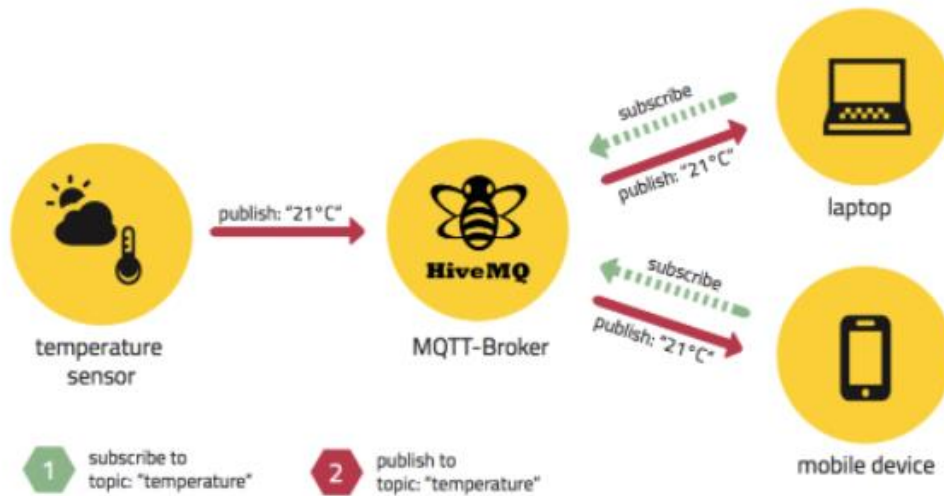 subscribe
publish: "21°C"
laptop
publish: "21°C"
HiveMQ
temperature
sensor
MQTT-Broker
subscribe
publish: "21°C"
mobile device
1
subscribe to
topic: "temperature"
2
publish to
topic: "temperature"